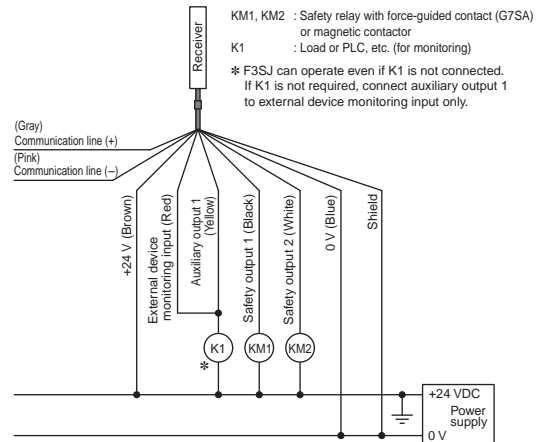 Receiver
KM1, KM2 : Safety relay with force-guided contact (G7SA)
or magnetic contactor
K1 : Load or PLC, etc. (for monitoring)
✻ F3SJ can operate even if K1 is not connected.
If K1 is not required, connect auxiliary output 1
to external device monitoring input only.
(Gray)
Communication line (+)
(Pink)
Communication line (–)
+24 V (Brown)
External device
monitoring input (Red)
Auxiliary output 1
(Yellow)
Safety output 1 (Black)
Safety output 2 (White)
0 V (Blue)
Shield
K1
✻
KM1
KM2
+24 VDC
Power
supply
0 V